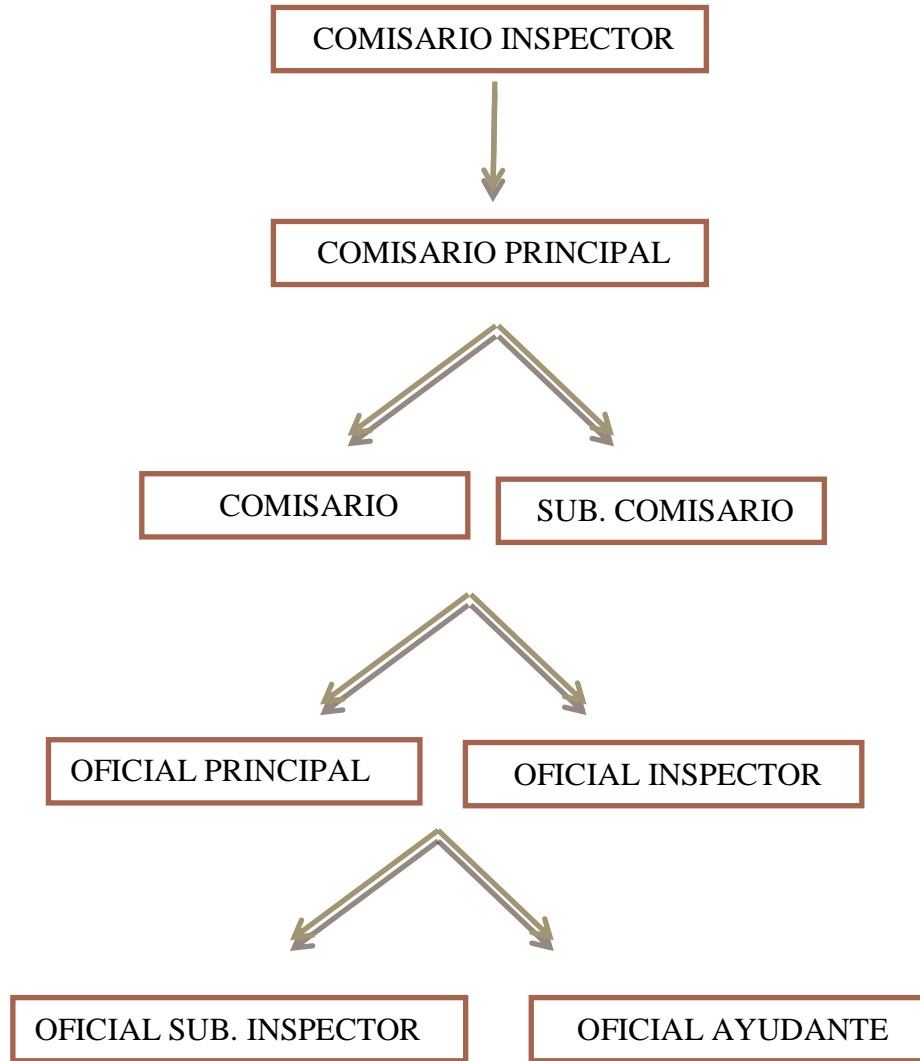 COMISARIO INSPECTOR
COMISARIO PRINCIPAL
COMISARIO
SUB. COMISARIO
OFICIAL PRINCIPAL
OFICIAL INSPECTOR
OFICIAL SUB. INSPECTOR
OFICIAL AYUDANTE